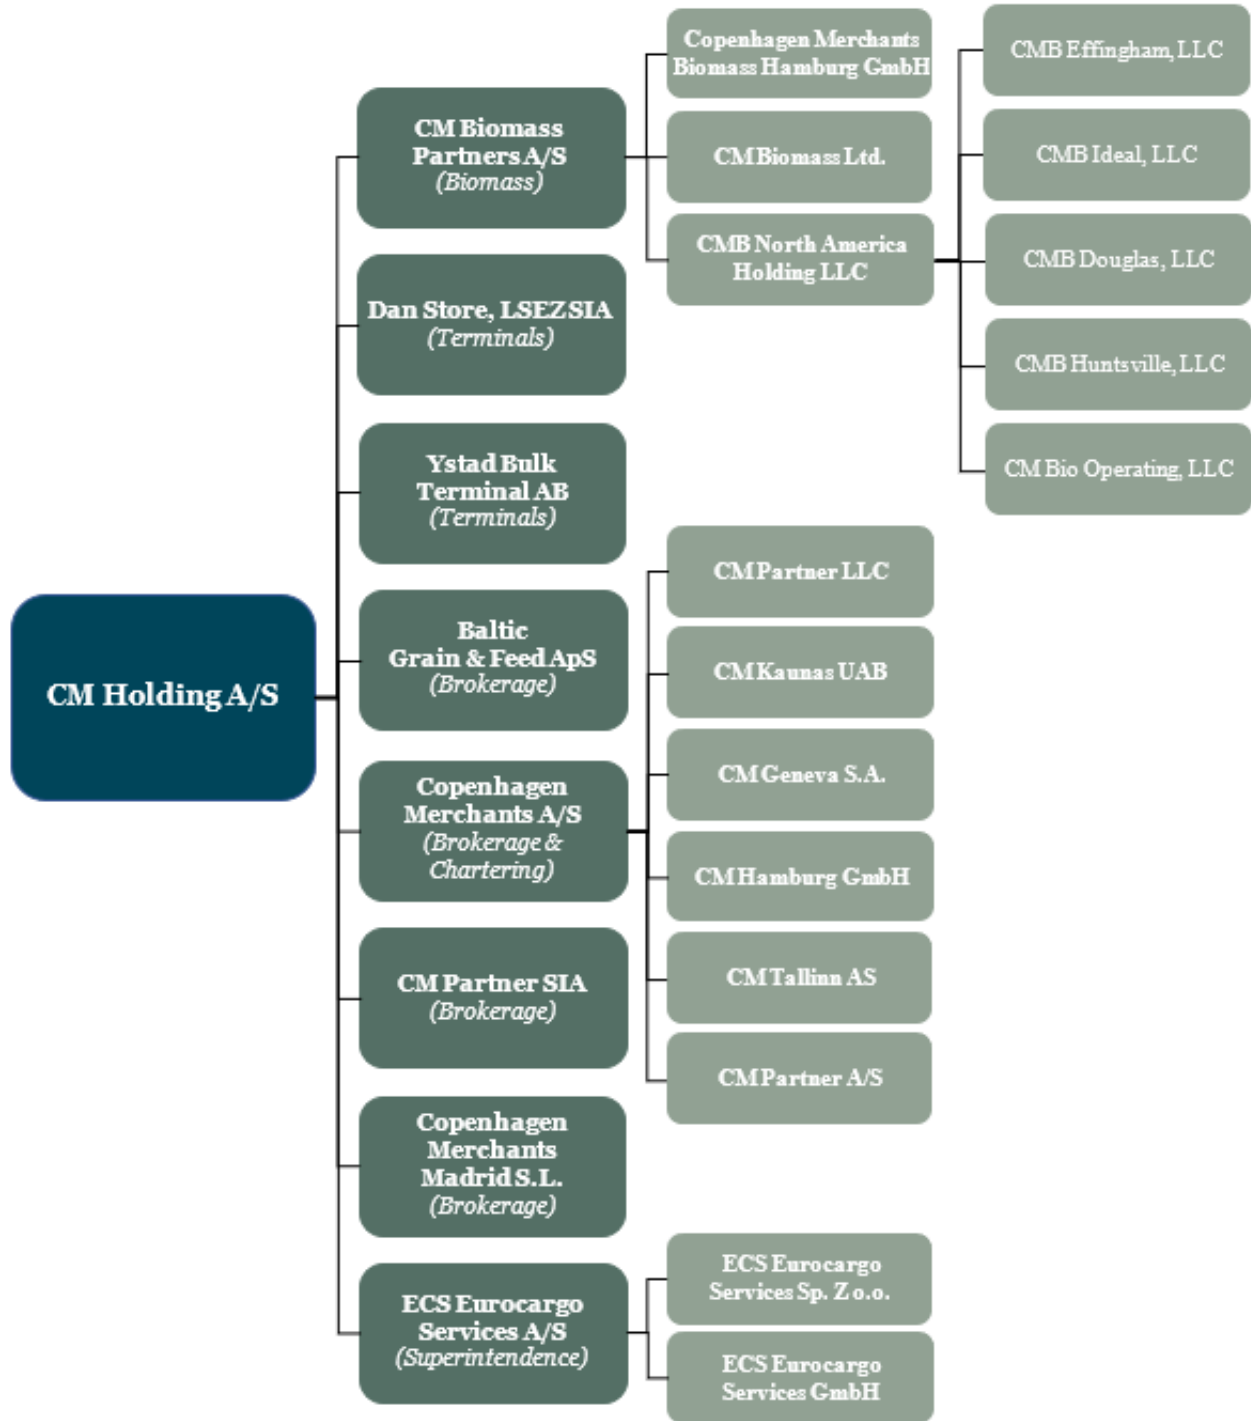 CM Holding A/S
CM Biomass
Partners A/S
(Biomass)
Dan Store, LSEZ SIA
(Terminals)
Ystad Bulk
Terminal AB
(Terminals)
Baltic
Grain & Feed ApS
(Brokerage)
Copenhagen
Merchants A/S
(Brokerage &
Chartering)
CM Partner SIA
(Brokerage)
Copenhagen
Merchants
Madrid S.L.
(Brokerage)
ECS Eurocargo
Services A/S
(Superintendence)
Copenhagen Merchants
Biomass Hamburg GmbH
CM Biomass Ltd.
CMB North America
Holding LLC
CM Partner LLC
CM Kaunas UAB
CM Geneva S.A.
CM Hamburg GmbH
CM Tallinn AS
CM Partner A/S
ECS Eurocargo
Services Sp. Z o.o.
ECS Eurocargo
Services GmbH
CMB Effingham, LLC
CMB Ideal, LLC
CMB Douglas, LLC
CMB Huntsville, LLC
CM Bio Operating, LLC